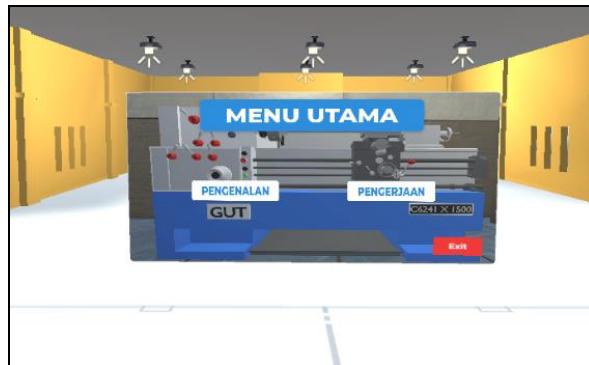 MENU UTAMA
PENGENALAN
PENGERJAAN
GUT
C6241 X 1500
Exit